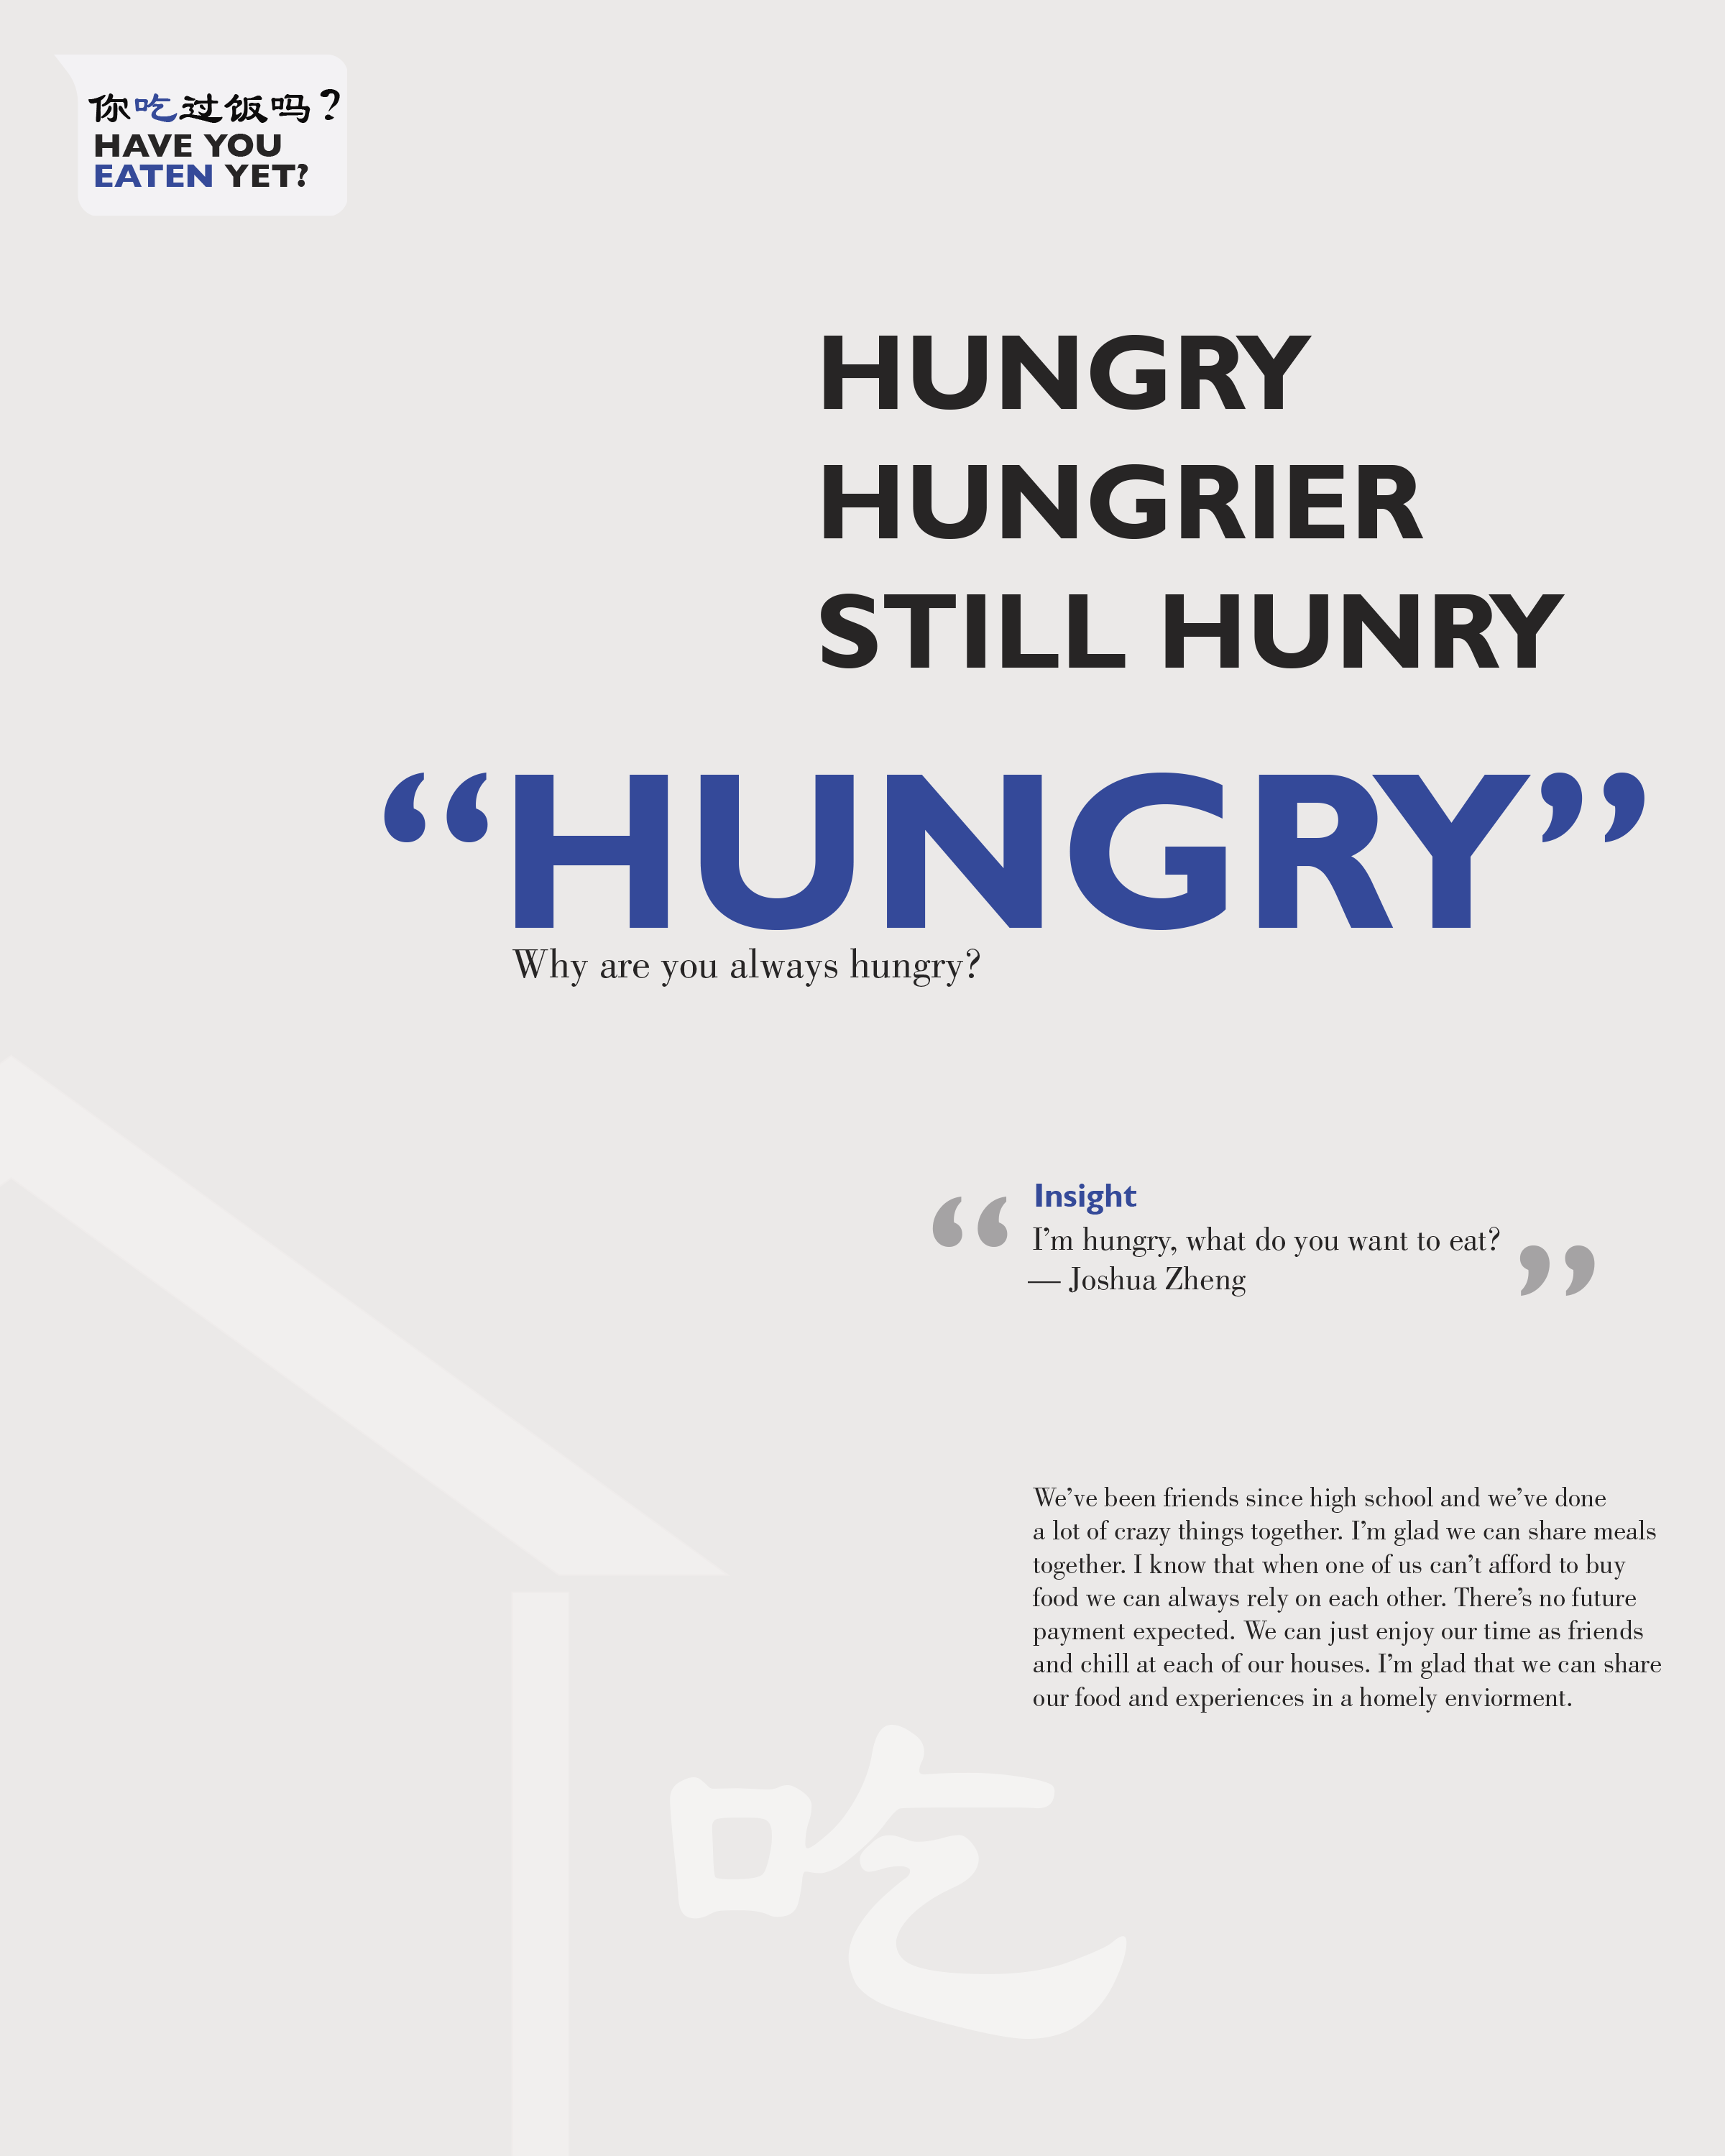 你吃过饭吗？
HAVE YOU
EATEN YET?
HUNGRY
HUNGRIER
STILL HUNRY
“HUNGRY”
Why are you always hungry?
“ Insight
I’m hungry, what do you want to eat?
— Joshua Zheng ”
We’ve been friends since high school and we’ve done
a lot of crazy things together. I’m glad we can share meals
together. I know that when one of us can’t afford to buy
food we can always rely on each other. There’s no future
payment expected. We can just enjoy our time as friends
and chill at each of our houses. I’m glad that we can share
our food and experiences in a homely enviorment.
吃